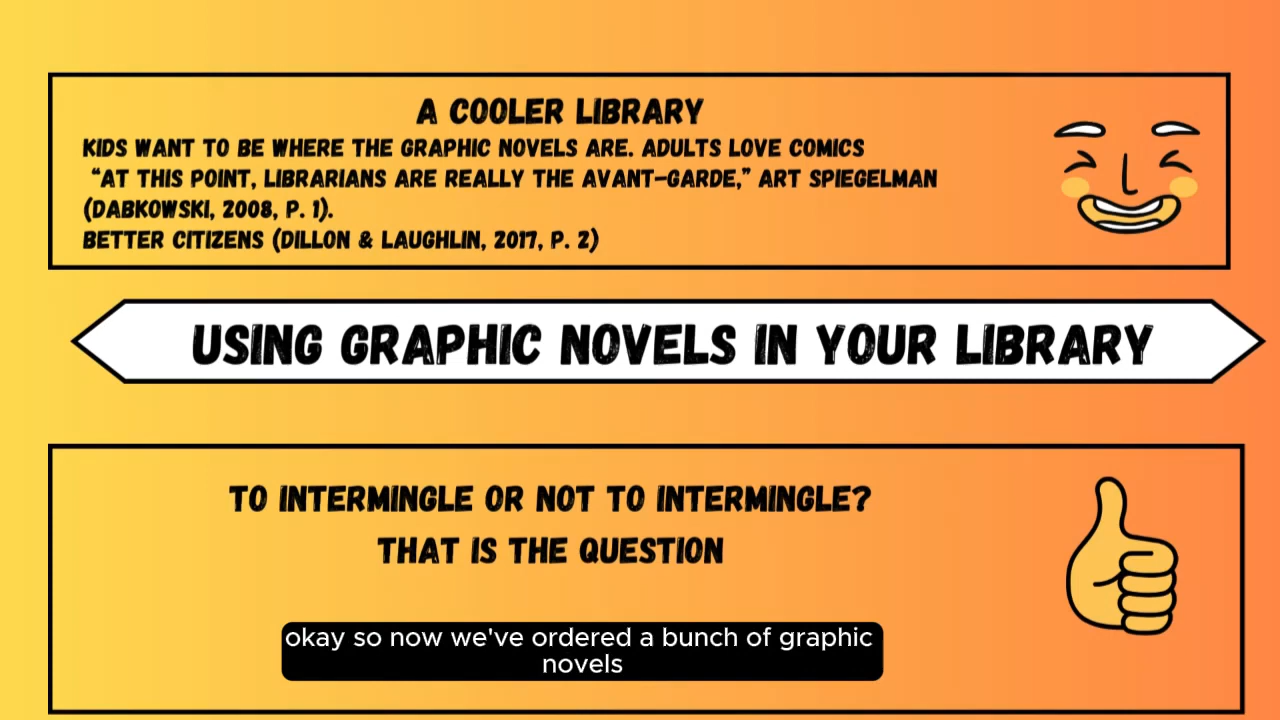 A COOLER LIBRARY
KIDS WANT TO BE WHERE THE GRAPHIC NOVELS ARE. ADULTS LOVE COMICS
“AT THIS POINT, LIBRARIANS ARE REALLY THE AVANT-GARDE,” ART SPIEGELMAN
(DABKOWSKI, 2008, P. 1).
BETTER CITIZENS (DILLON & LAUGHLIN, 2017, P. 2)
USING GRAPHIC NOVELS IN YOUR LIBRARY
TO INTERMINGLE OR NOT TO INTERMINGLE?
THAT IS THE QUESTION
okay so now we've ordered a bunch of graphic
novels